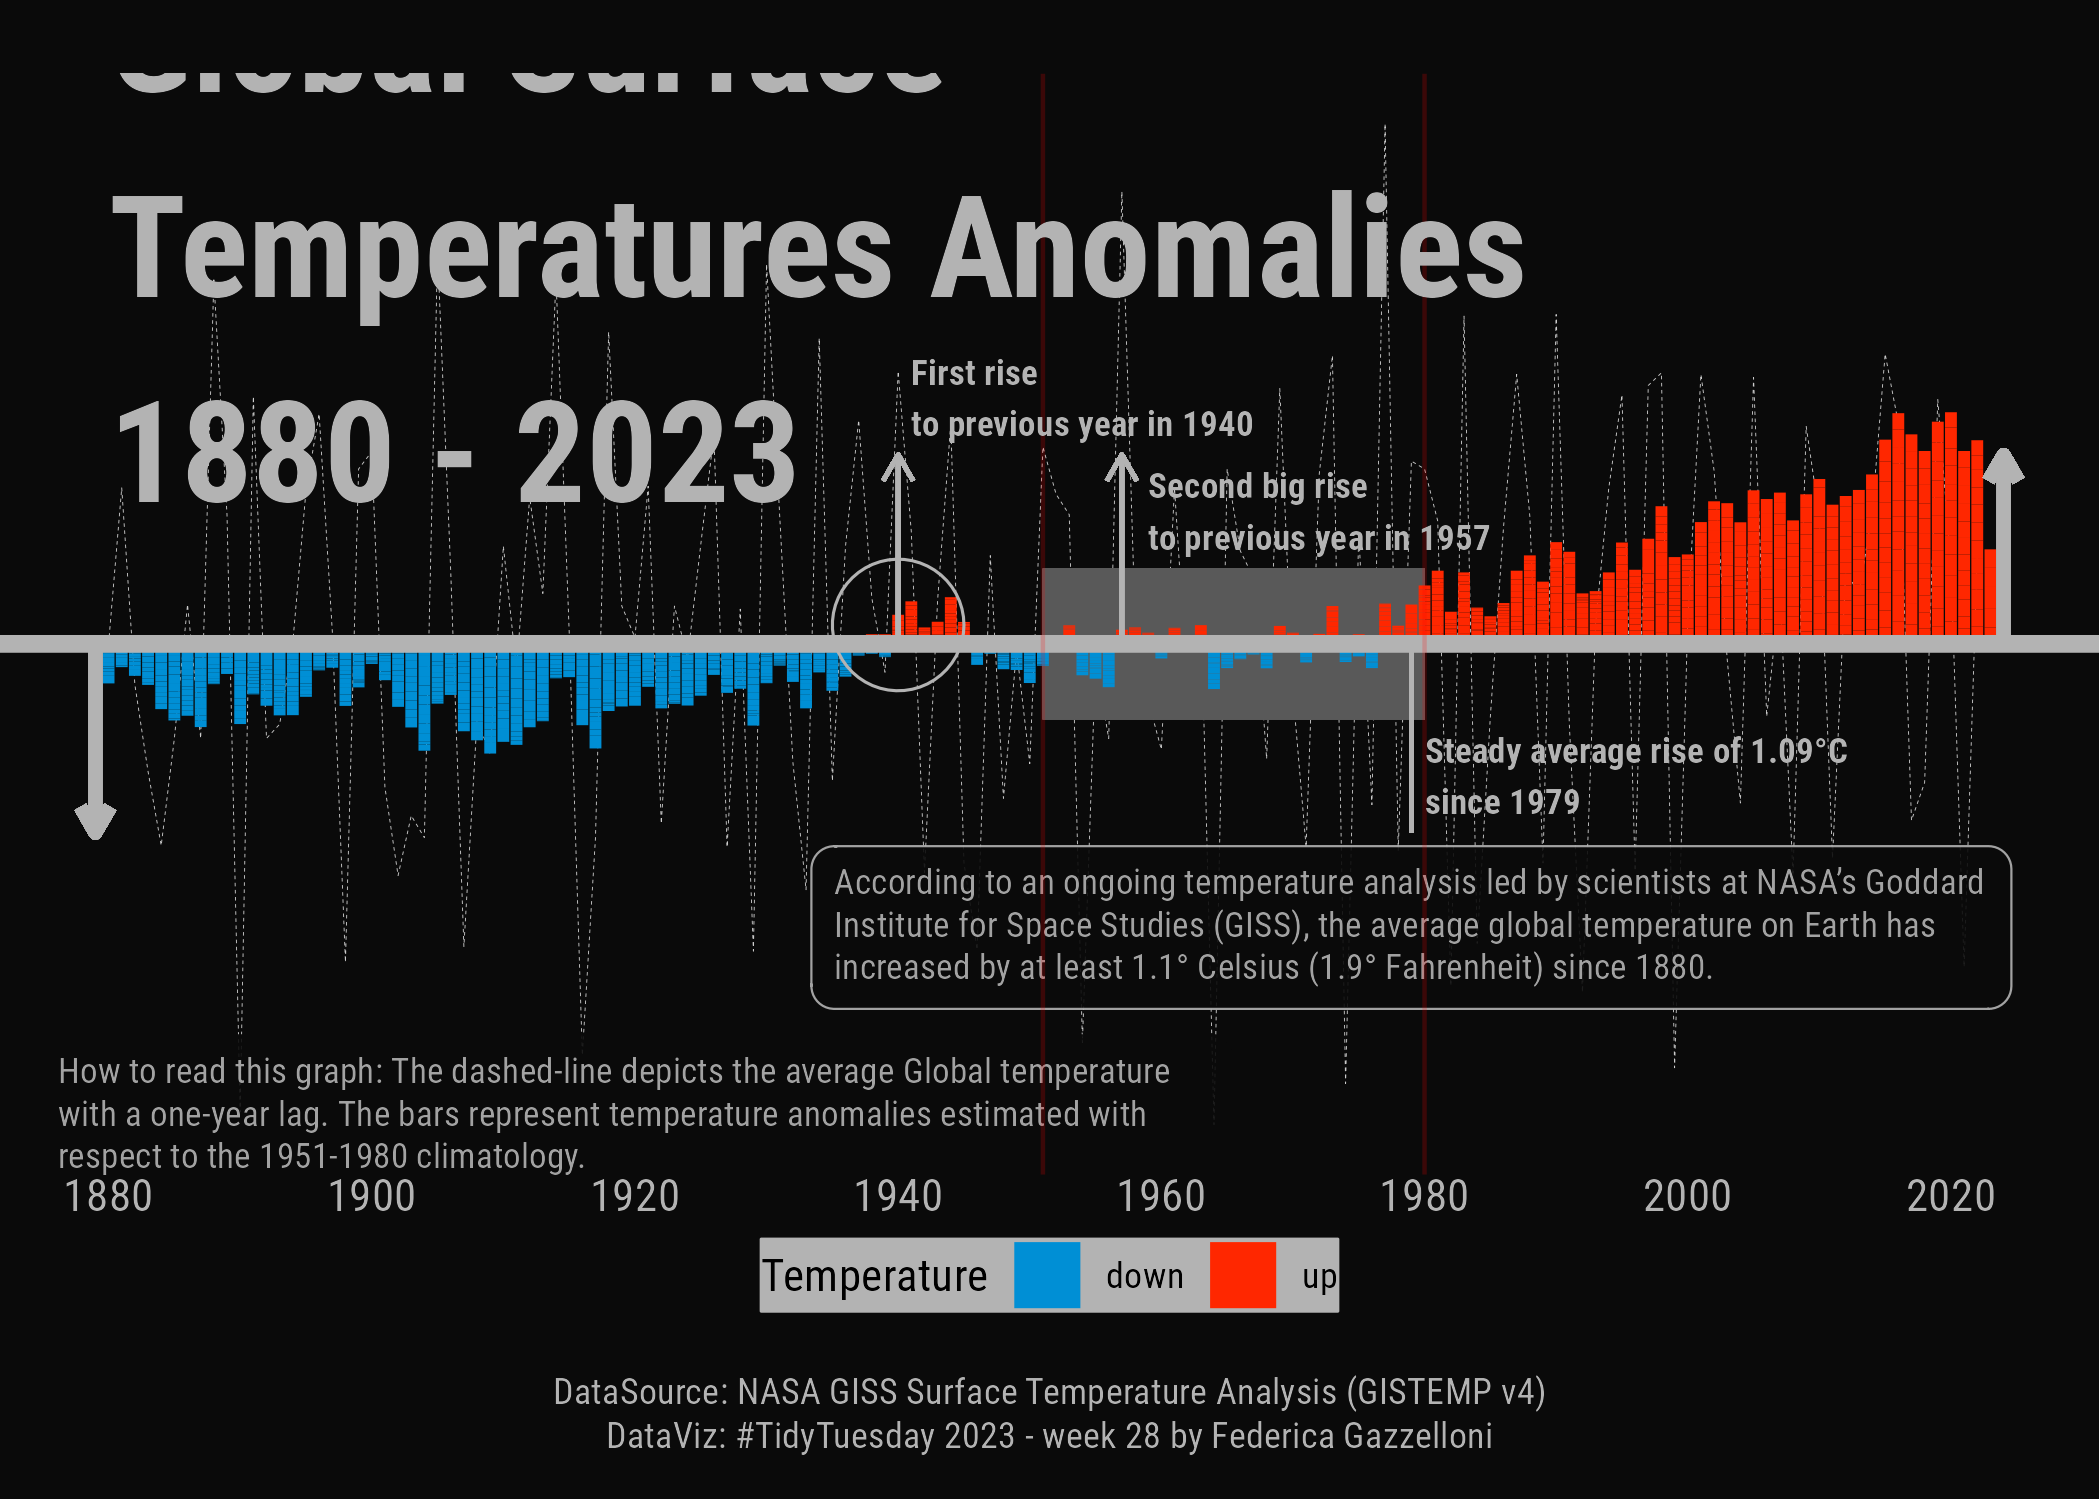 Global Surface
Temperatures Anomalies
1880 - 2023
First rise
to previous year in 1940
Second big rise
to previous year in 1957
Steady average rise of 1.09°C
since 1979
According to an ongoing temperature analysis led by scientists at NASA’s Goddard
Institute for Space Studies (GISS), the average global temperature on Earth has
increased by at least 1.1° Celsius (1.9° Fahrenheit) since 1880.
How to read this graph: The dashed-line depicts the average Global temperature
with a one-year lag. The bars represent temperature anomalies estimated with
respect to the 1951-1980 climatology.
1880 1900 1920 1940 1960 1980 2000 2020
Temperature down up
DataSource: NASA GISS Surface Temperature Analysis (GISTEMP v4)
DataViz: #TidyTuesday 2023 - week 28 by Federica Gazzelloni